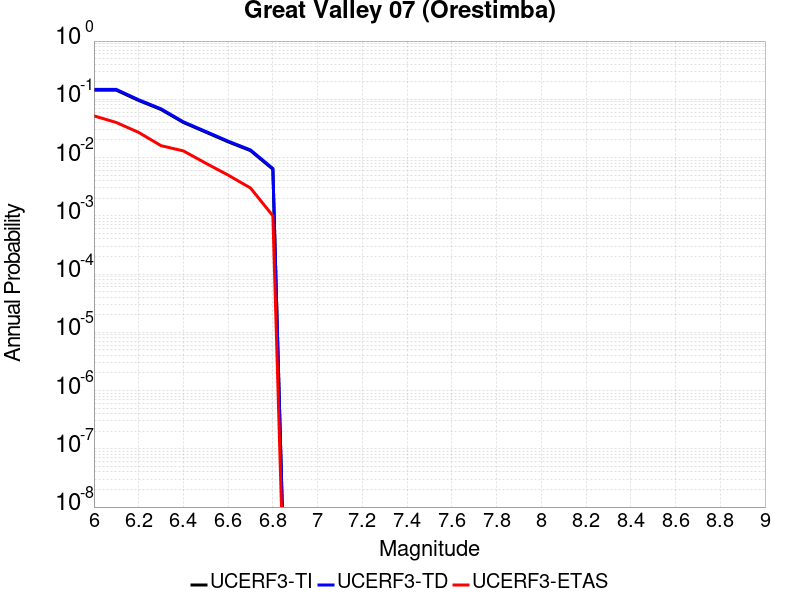 Great Valley 07 (Orestimba)
Annual Probability
10^0
10^-1
10^-2
10^-3
10^-4
10^-5
10^-6
10^-7
10^-8
6 6.2 6.4 6.6 6.8 7 7.2 7.4 7.6 7.8 8 8.2 8.4 8.6 8.8 9
Magnitude
UCERF3-TI UCERF3-TD UCERF3-ETAS